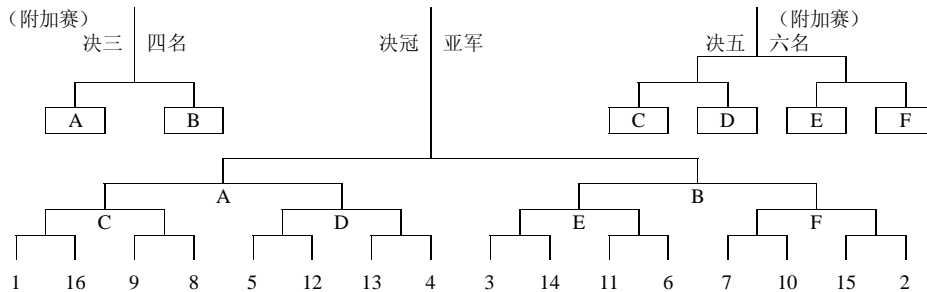 （附加赛） （附加赛）
决三 四名 决冠 亚军 决五 六名
A B C D E F
A B
C D E F
1 16 9 8 5 12 13 4 3 14 11 6 7 10 15 2